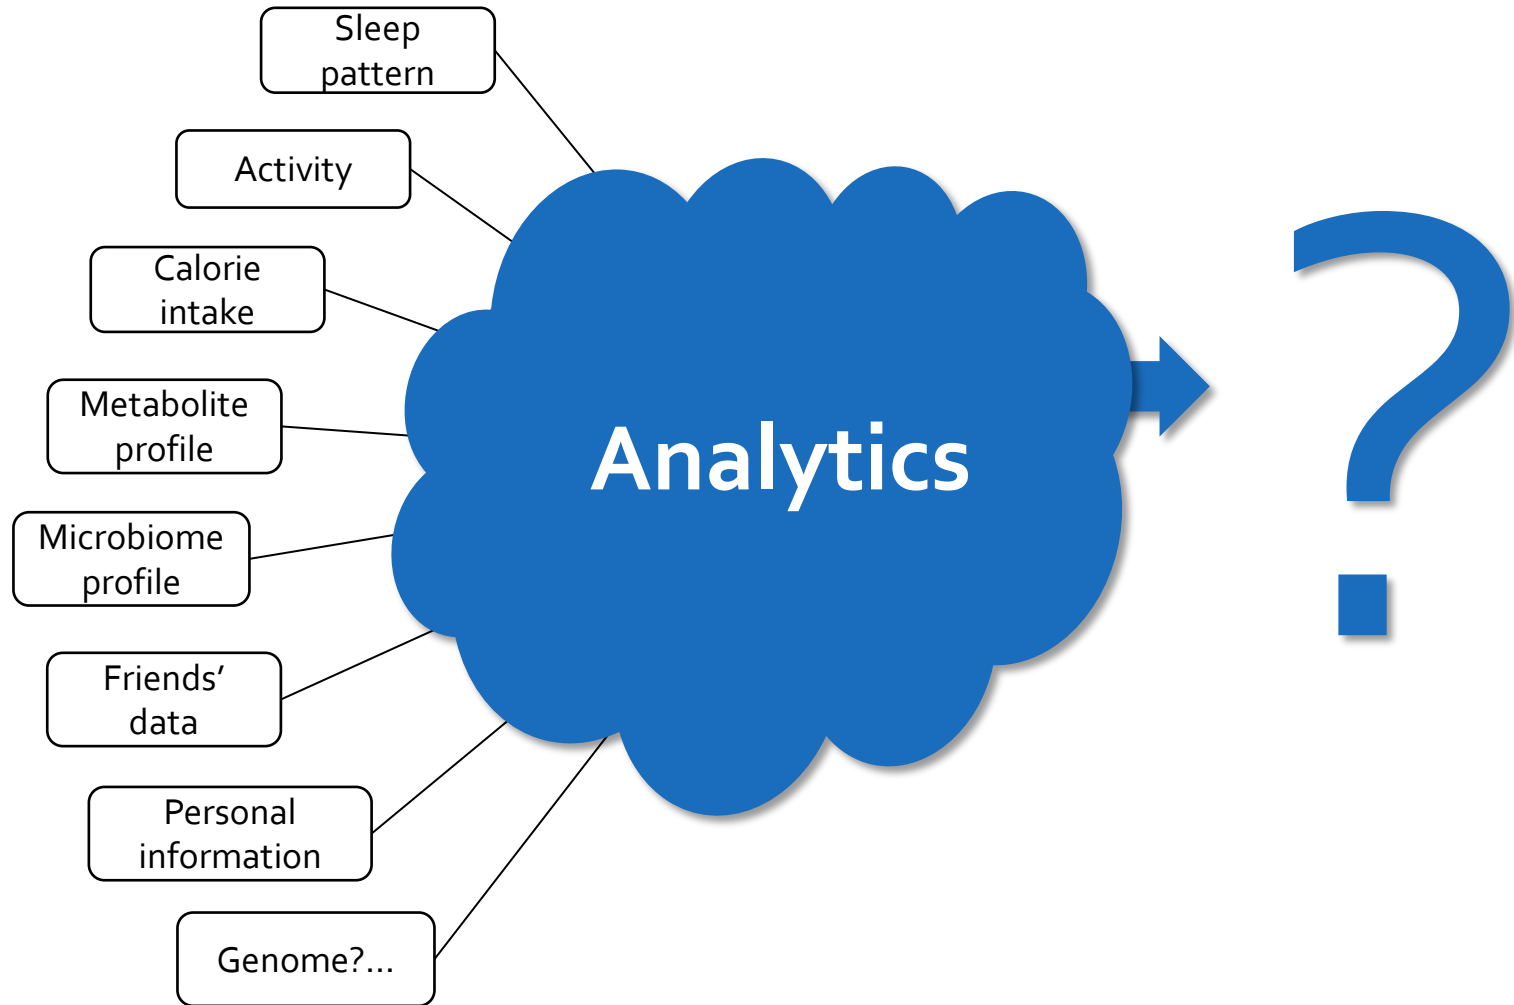 Sleep
pattern
Activity
Calorie
intake
Metabolite
profile
Microbiome
profile
Friends’
data
Personal
information
Genome?...
Analytics
?